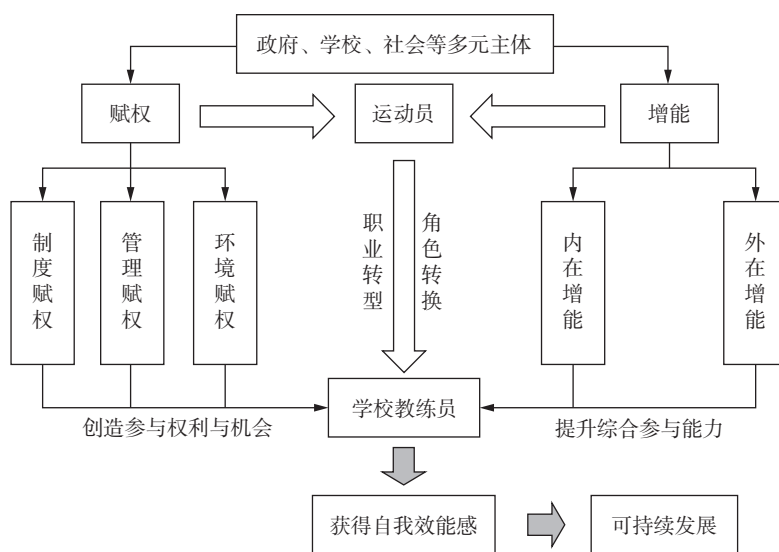 政府、学校、社会等多元主体
赋权
运动员
增能
制度赋权
管理赋权
环境赋权
职业转型
角色转换
内在增能
外在增能
学校教练员
创造参与权利与机会
提升综合参与能力
获得自我效能感
可持续发展